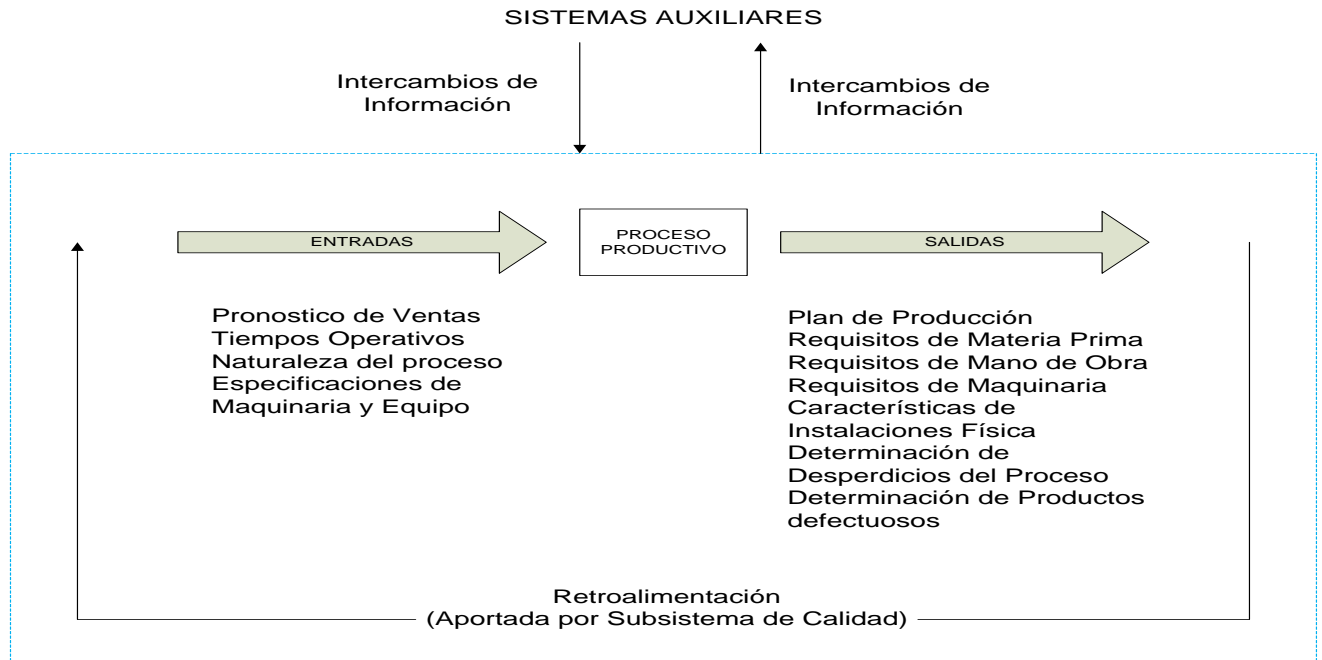 SISTEMAS AUXILIARES
Intercambios de
Información
Intercambios de
Información
ENTRADAS
PROCESO
PRODUCTIVO
SALIDAS
Pronostico de Ventas
Tiempos Operativos
Naturaleza del proceso
Especificaciones de
Maquinaria y Equipo
Plan de Producción
Requisitos de Materia Prima
Requisitos de Mano de Obra
Requisitos de Maquinaria
Características de
Instalaciones Física
Determinación de
Desperdicios del Proceso
Determinación de Productos
defectuosos
Retroalimentación
(Aportada por Subsistema de Calidad)